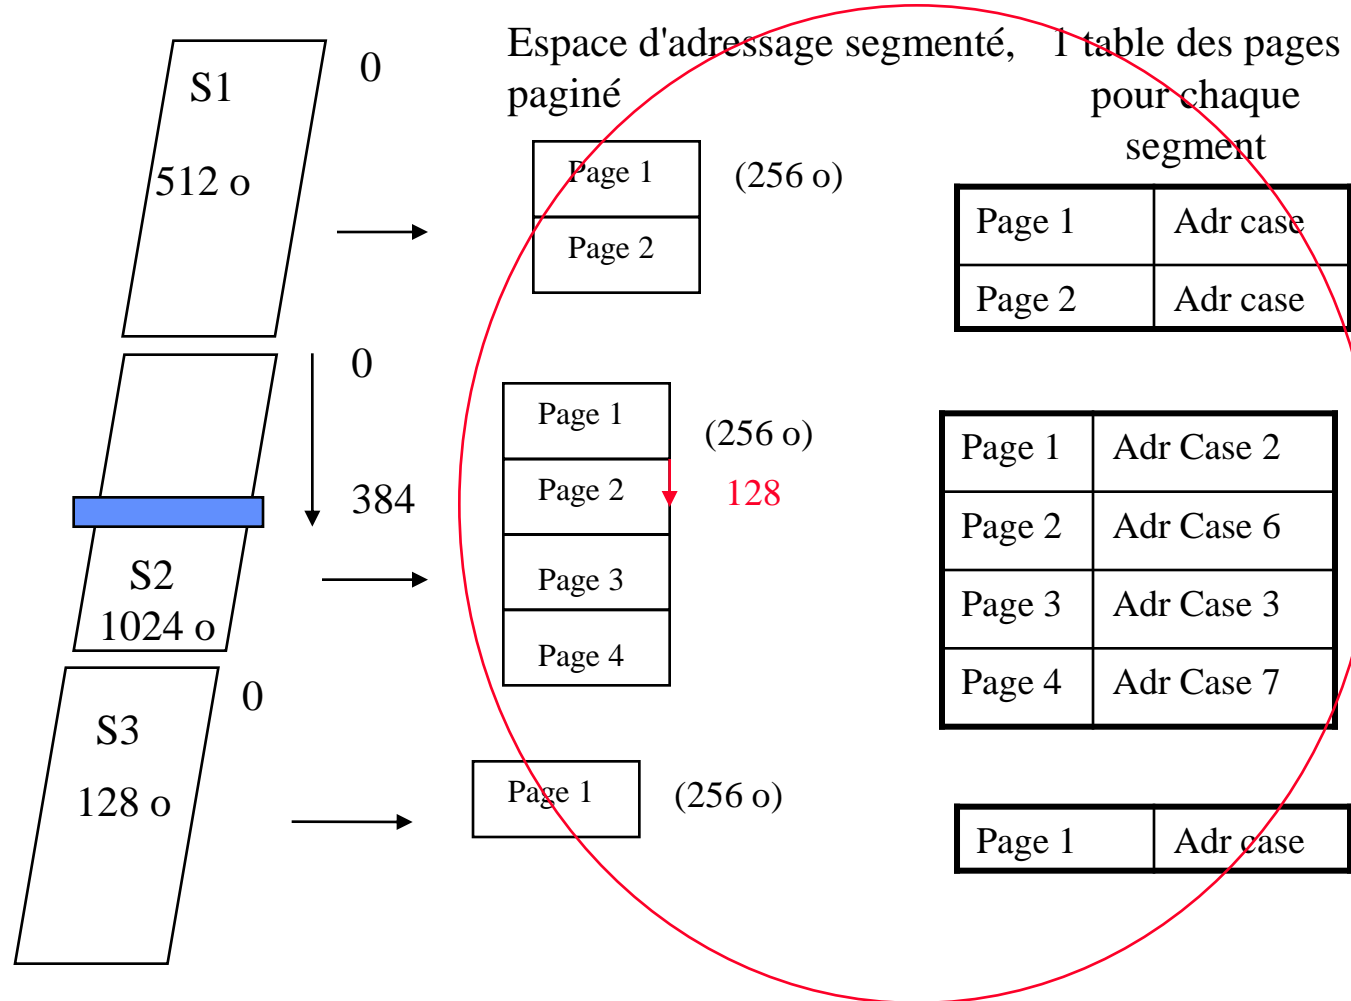 Espace d'adressage segmenté,
paginé
1 table des pages
pour chaque
segment
S1
0
512 o
Page 1
(256 o)
Page 2
Page 1
Adr case
Page 2
Adr case
0
384
S2
1024 o
Page 1
(256 o)
Page 2
128
Page 3
Page 4
Page 1
Adr Case 2
Page 2
Adr Case 6
Page 3
Adr Case 3
Page 4
Adr Case 7
0
S3
128 o
Page 1
(256 o)
Page 1
Adr case